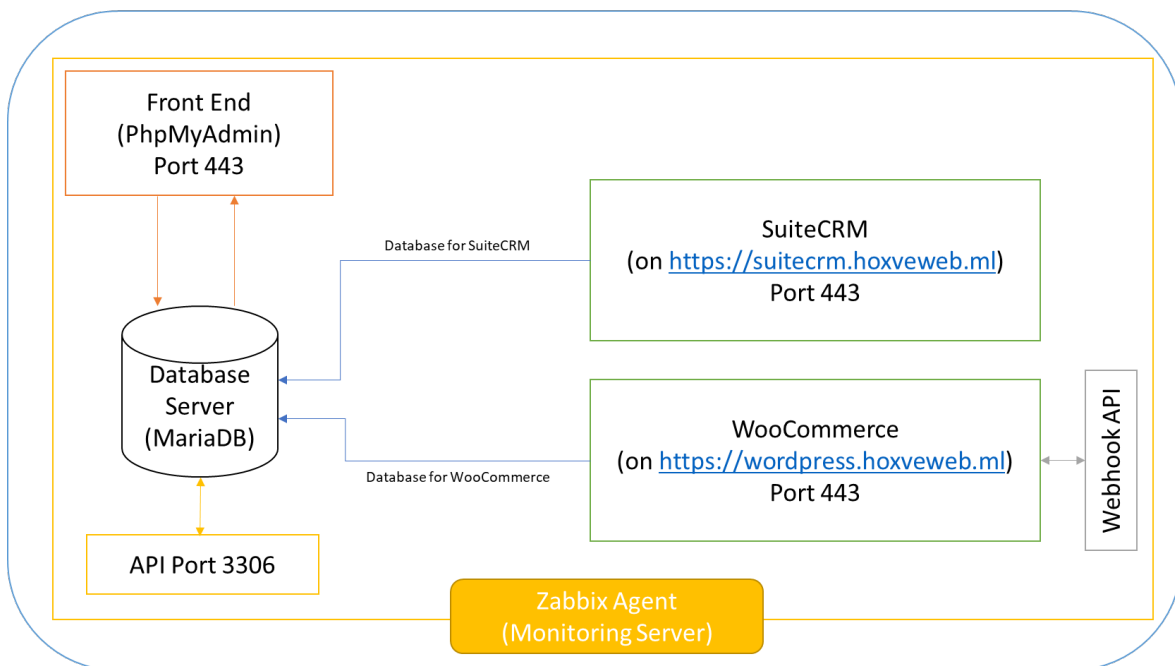 Front End
(PhpMyAdmin)
Port 443
Database for SuiteCRM
SuiteCRM
(on https://suitecrm.hoxveweb.ml)
Port 443
Database
Server
(MariaDB)
Database for WooCommerce
WooCommerce
(on https://wordpress.hoxveweb.ml)
Port 443
Webhook API
API Port 3306
Zabbix Agent
(Monitoring Server)